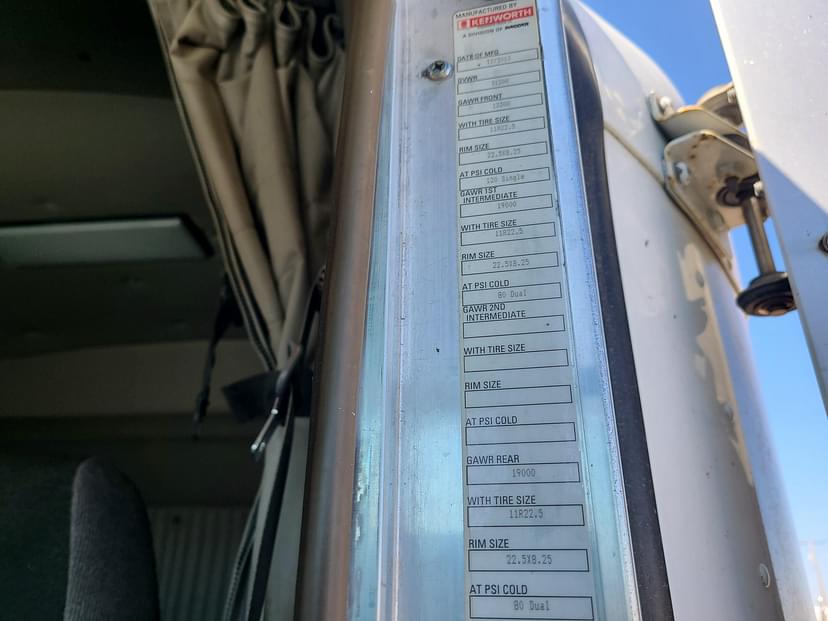 MANUFACTURED BY
KENWORTH
A DIVISION OF PACCAR
DATE OF MFG
GVWR
GAWR FRONT
WITH TIRE SIZE
11R22.5
RIM SIZE
22.5X8.25
AT PSI COLD
120 Single
GAWR 1ST
INTERMEDIATE
19000
WITH TIRE SIZE
11R22.5
RIM SIZE
22.5X8.25
AT PSI COLD
80 Dual
GAWR 2ND
INTERMEDIATE
WITH TIRE SIZE
RIM SIZE
AT PSI COLD
GAWR REAR
19000
WITH TIRE SIZE
11R22.5
RIM SIZE
22.5X8.25
AT PSI COLD
80 Dual